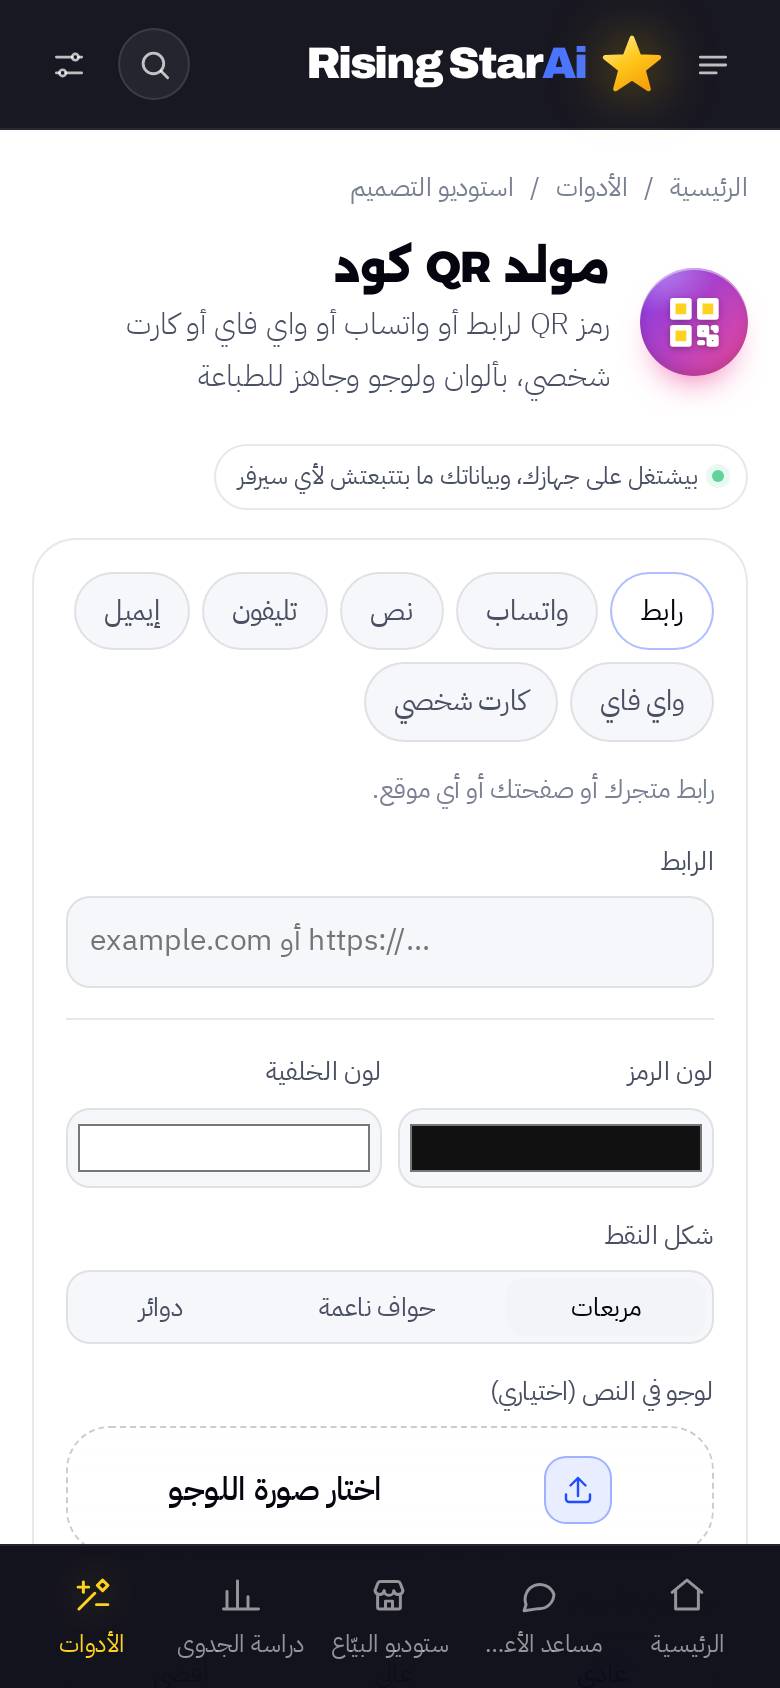 Rising StarAi
الرئيسية / الأدوات / استوديو التصميم
مولد QR كود
رمز QR لرابط أو واتساب أو واي فاي أو كارت
شخصي، بألوان ولوجو وجاهز للطباعة
بيشتغل على جهازك، وبياناتك ما بتتبعتش لأي سيرفر
رابط
واتساب
نص
تليفون
إيميل
واي فاي
كارت شخصي
رابط متجرك أو صفحتك أو أي موقع.
الرابط
example.com أو https://...
لون الرمز
لون الخلفية
شكل النقط
مربعات
حواف ناعمة
دوائر
لوجو في النص (اختياري)
اختار صورة اللوجو
الرئيسية
مساعد الأع...
ستوديو البيّاع
دراسة الجدوى
الأدوات
عادي
عالي
أقصى